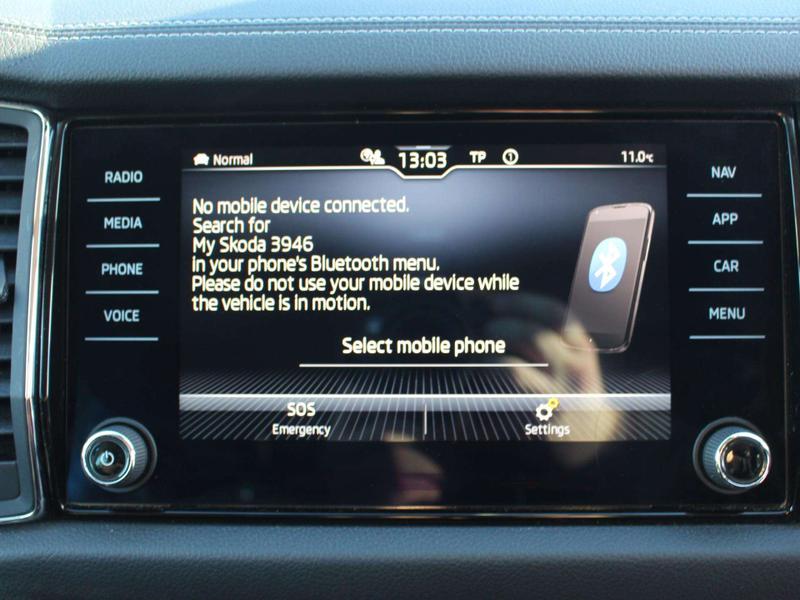 Normal 13:03 TP 1 11.0°C
RADIO
MEDIA
PHONE
VOICE
No mobile device connected.
Search for
My Skoda 3946
in your phone's Bluetooth menu.
Please do not use your mobile device while
the vehicle is in motion.
Select mobile phone
SOS
Emergency
Settings
NAV
APP
CAR
MENU